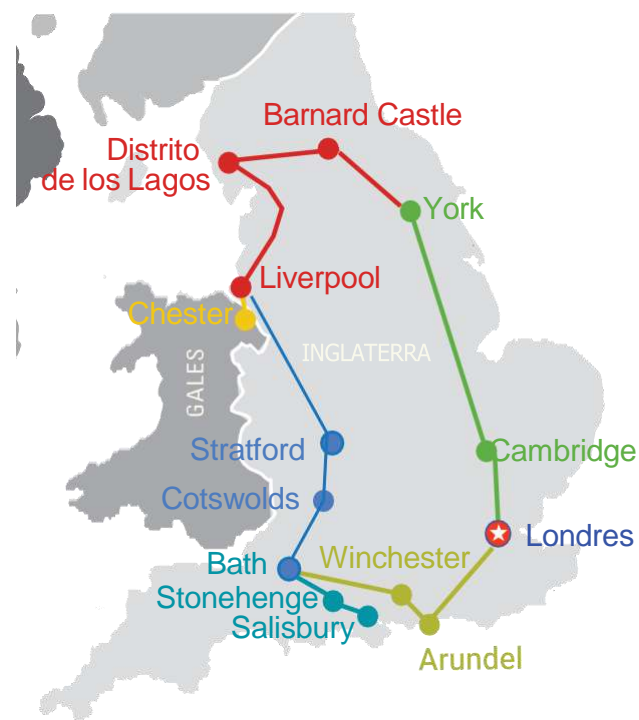 Barnard Castle
Distrito
de los Lagos
York
Liverpool
Chester
INGLATERRA
GALES
Stratford
Cambridge
Cotswolds
Londres
Winchester
Bath
Stonehenge
Salisbury
Arundel